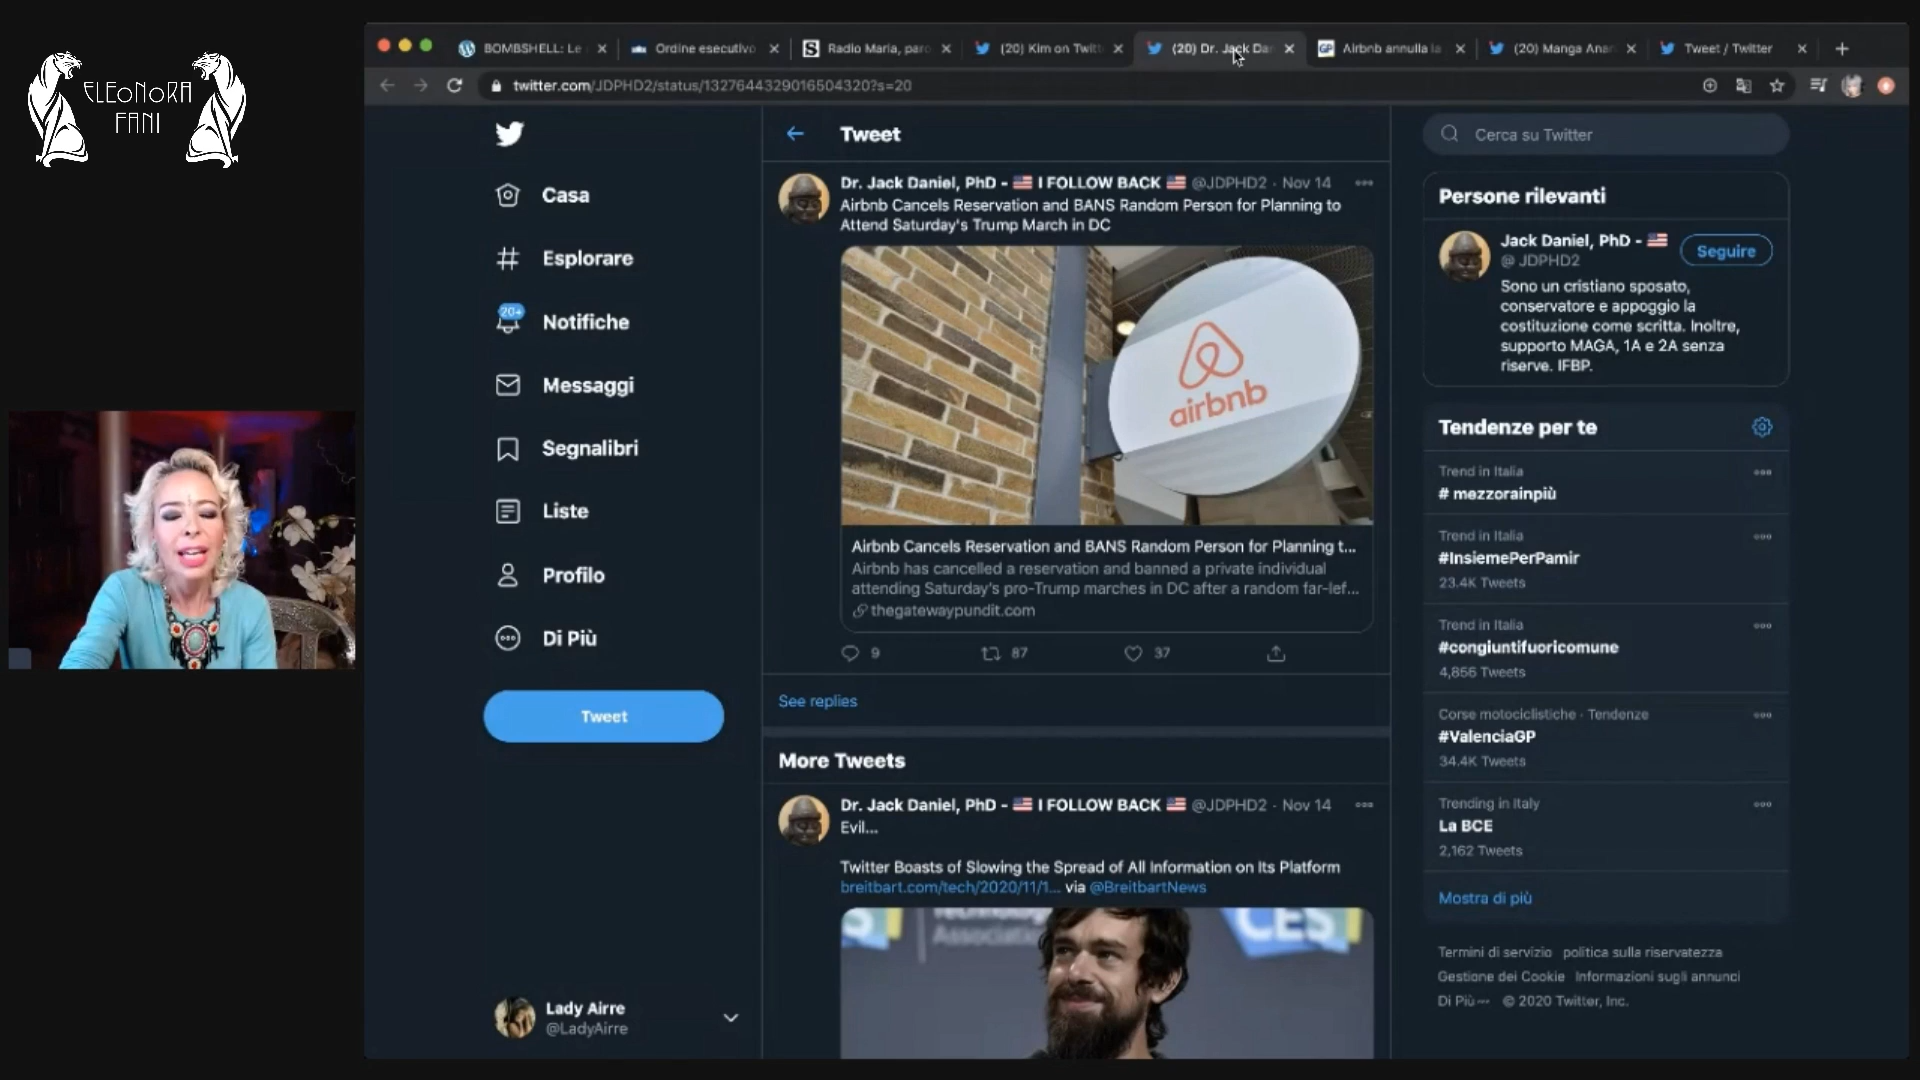 ELEONORA
FANI
BOMBSHELL: Le
Ordine esecutivo
Radio Maria, paro
(20) Kim on Twitt
(20) Dr. Jack Dan
Airbnb annulla la
(20) Manga Anan
Tweet / Twitter
twitter.com/JDPHD2/status/1327644329016504320?s=20
Casa
Esplorare
20+
Notifiche
Messaggi
Segnalibri
Liste
Profilo
Di Più
Tweet
Lady Airre
@LadyAirre
Tweet
Dr. Jack Daniel, PhD - 🇺🇸 I FOLLOW BACK 🇺🇸 @JDPHD2 · Nov 14
Airbnb Cancels Reservation and BANS Random Person for Planning to
Attend Saturday's Trump March in DC
airbnb
Airbnb Cancels Reservation and BANS Random Person for Planning t...
Airbnb has cancelled a reservation and banned a private individual
attending Saturday's pro-Trump marches in DC after a random far-lef...
thegatewaypundit.com
9 87 37
See replies
More Tweets
Dr. Jack Daniel, PhD - 🇺🇸 I FOLLOW BACK 🇺🇸 @JDPHD2 · Nov 14
Evil...
Twitter Boasts of Slowing the Spread of All Information on Its Platform
breitbart.com/tech/2020/11/1... via @BreitbartNews
Technology
Association
CES
Cerca su Twitter
Persone rilevanti
Jack Daniel, PhD - 🇺🇸
@ JDPHD2
Seguire
Sono un cristiano sposato,
conservatore e appoggio la
costituzione come scritta. Inoltre,
supporto MAGA, 1A e 2A senza
riserve. IFBP.
Tendenze per te
Trend in Italia
# mezzorainpiù
Trend in Italia
#InsiemePerPamir
23.4K Tweets
Trend in Italia
#congiuntifuoricomune
4,856 Tweets
Corse motociclistiche · Tendenze
#ValenciaGP
34.4K Tweets
Trending in Italy
La BCE
2,162 Tweets
Mostra di più
Termini di servizio politica sulla riservatezza
Gestione dei Cookie Informazioni sugli annunci
Di Più ••• © 2020 Twitter, Inc.